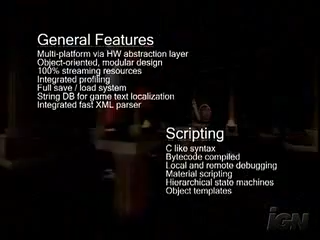 General Features
Multi-platform via HW abstraction layer
Object-oriented, modular design
100% streaming resources
Integrated profiling
Full save / load system
String DB for game text localization
Integrated fast XML parser
Scripting
C like syntax
Bytecode compiled
Local and remote debugging
Material scripting
Hierarchical state machines
Object templates
IGN